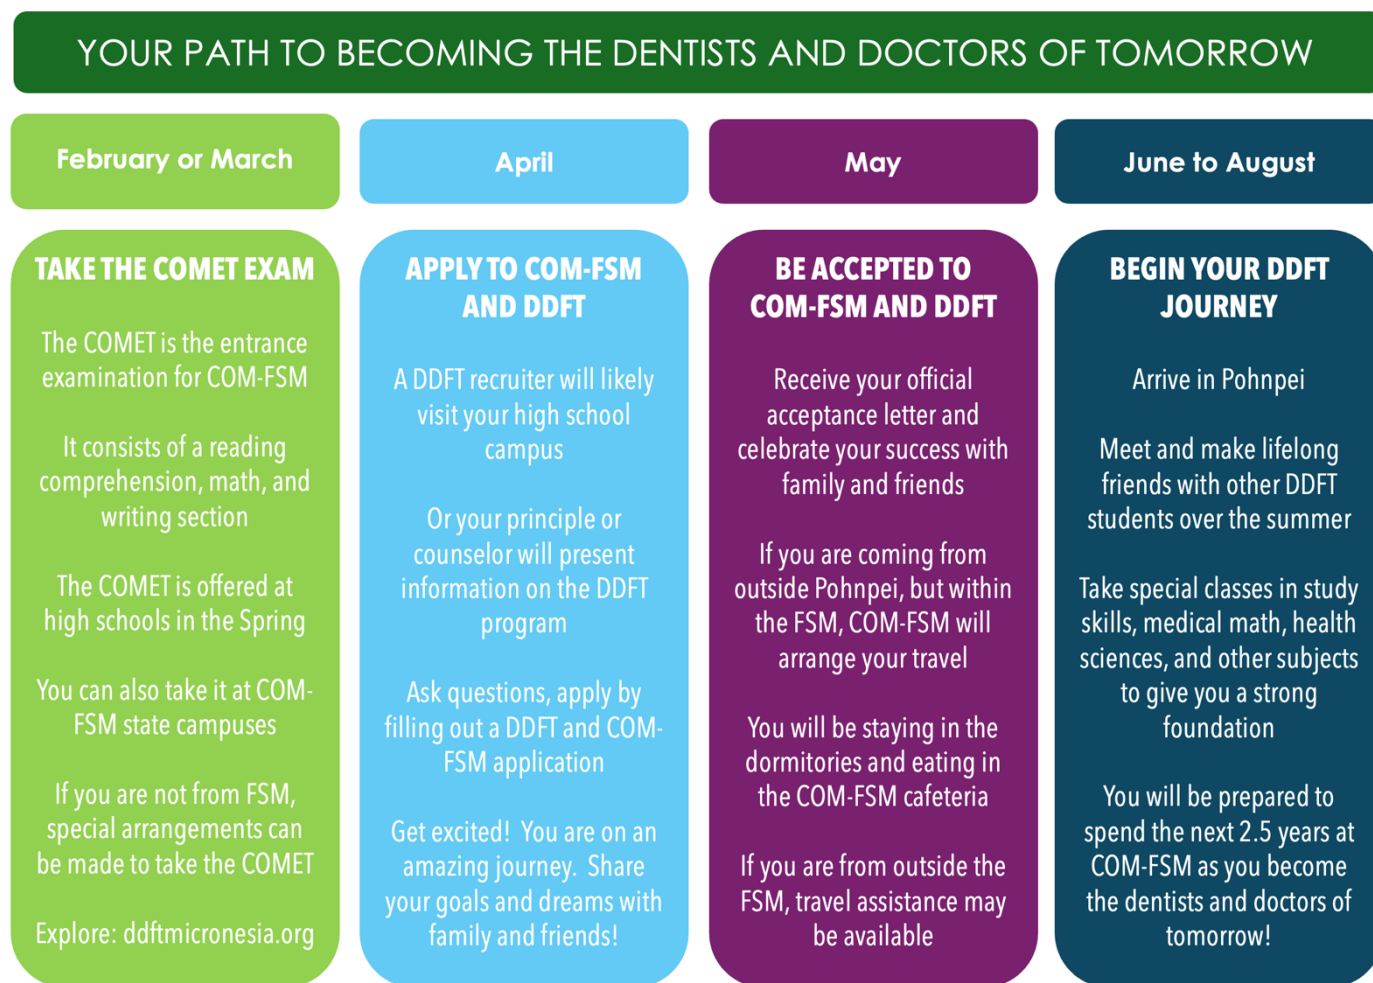 YOUR PATH TO BECOMING THE DENTISTS AND DOCTORS OF TOMORROW
February or March
TAKE THE COMET EXAM
The COMET is the entrance
examination for COM-FSM
It consists of a reading
comprehension, math, and
writing section
The COMET is offered at
high schools in the Spring
You can also take it at COM-
FSM state campuses
If you are not from FSM,
special arrangements can
be made to take the COMET
Explore: ddftmicronesia.org
April
APPLY TO COM-FSM
AND DDFT
A DDFT recruiter will likely
visit your high school
campus
Or your principle or
counselor will present
information on the DDFT
program
Ask questions, apply by
filling out a DDFT and COM-
FSM application
Get excited! You are on an
amazing journey. Share
your goals and dreams with
family and friends!
May
BE ACCEPTED TO
COM-FSM AND DDFT
Receive your official
acceptance letter and
celebrate your success with
family and friends
If you are coming from
outside Pohnpei, but within
the FSM, COM-FSM will
arrange your travel
You will be staying in the
dormitories and eating in
the COM-FSM cafeteria
If you are from outside the
FSM, travel assistance may
be available
June to August
BEGIN YOUR DDFT
JOURNEY
Arrive in Pohnpei
Meet and make lifelong
friends with other DDFT
students over the summer
Take special classes in study
skills, medical math, health
sciences, and other subjects
to give you a strong
foundation
You will be prepared to
spend the next 2.5 years at
COM-FSM as you become
the dentists and doctors of
tomorrow!